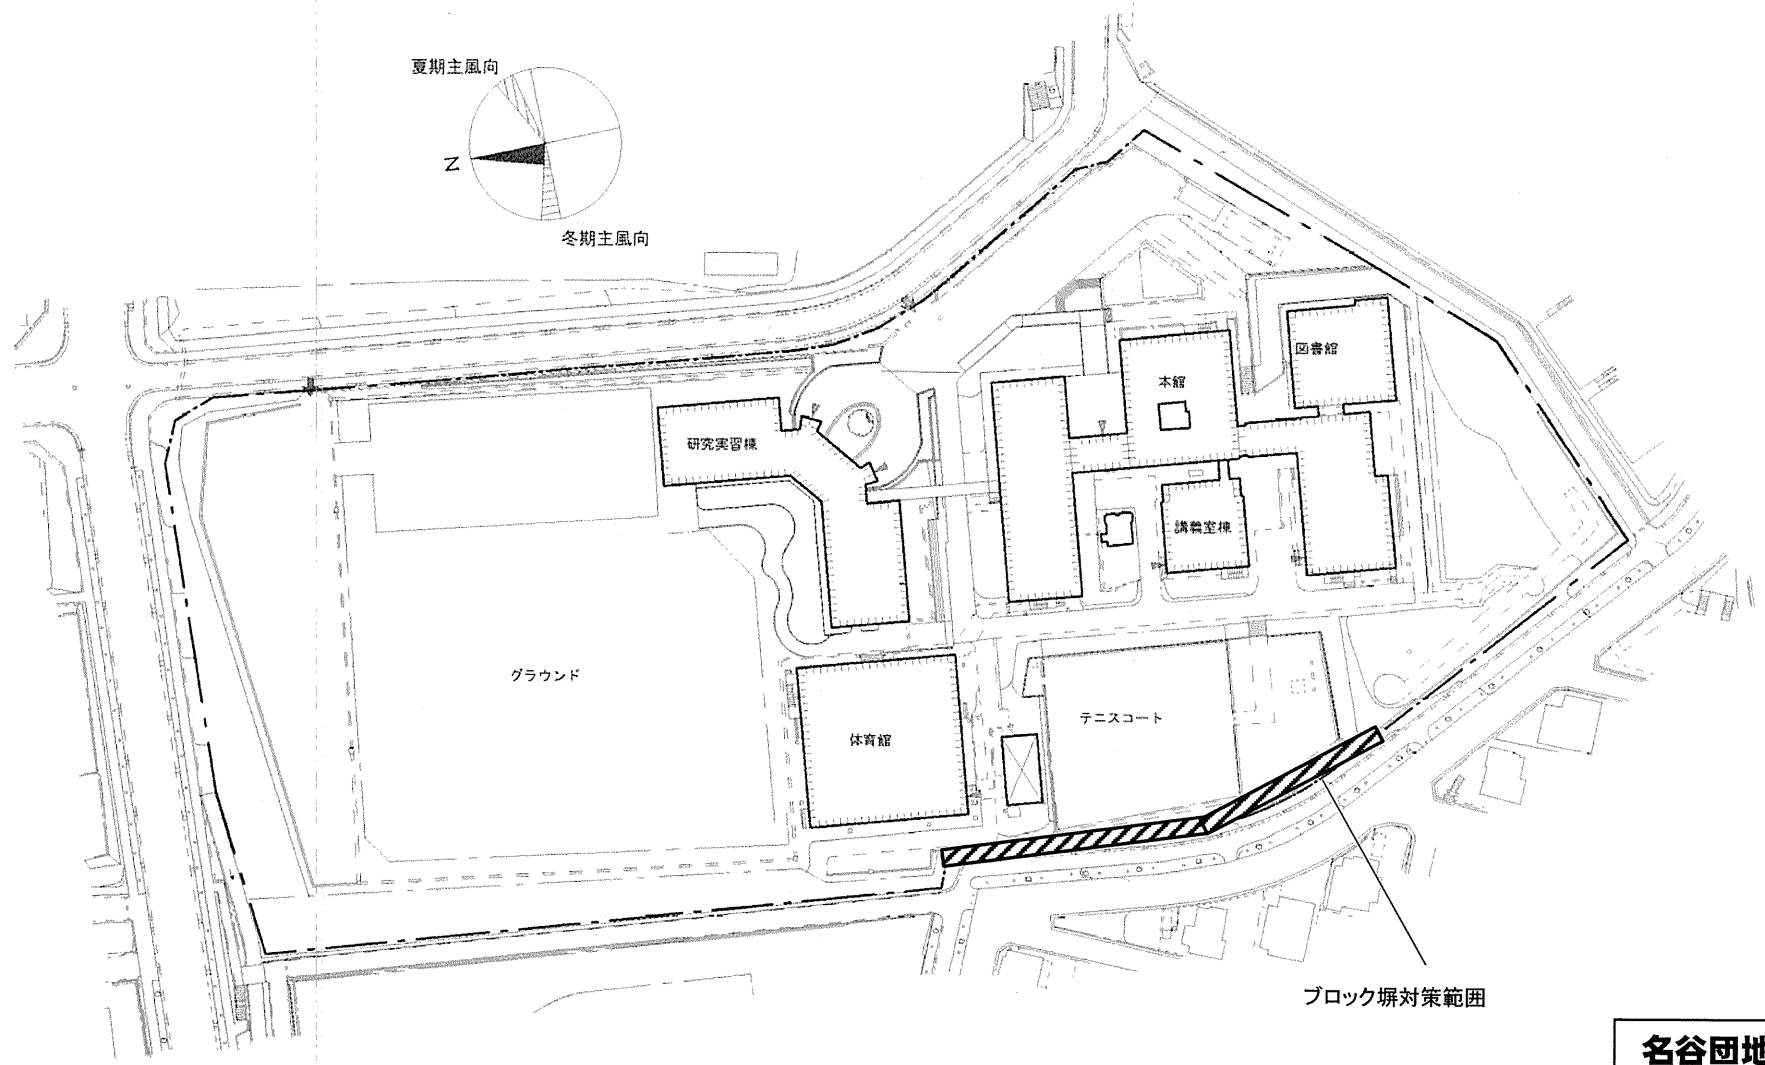 夏期主風向
N
冬期主風向
図書館
本館
研究実習棟
講義室棟
グラウンド
テニスコート
体育館
ブロック塀対策範囲
名谷団地